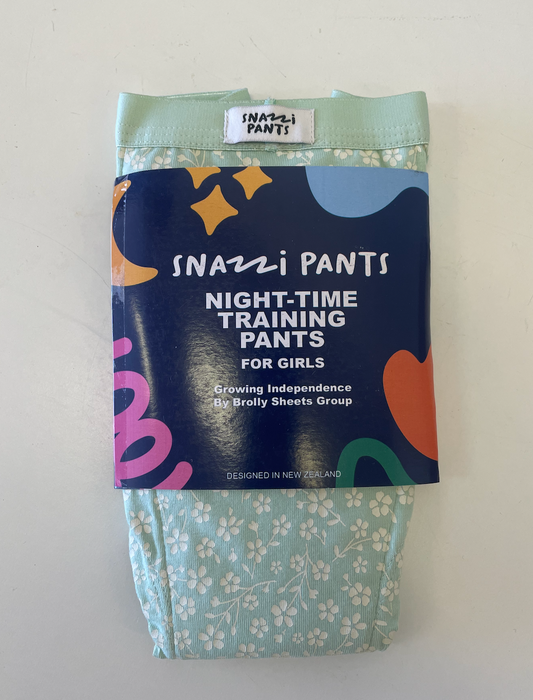 SNAZZi
PANTS
SNAZZi PANTS
NIGHT-TIME
TRAINING
PANTS
FOR GIRLS
Growing Independence
By Brolly Sheets Group
DESIGNED IN NEW ZEALAND